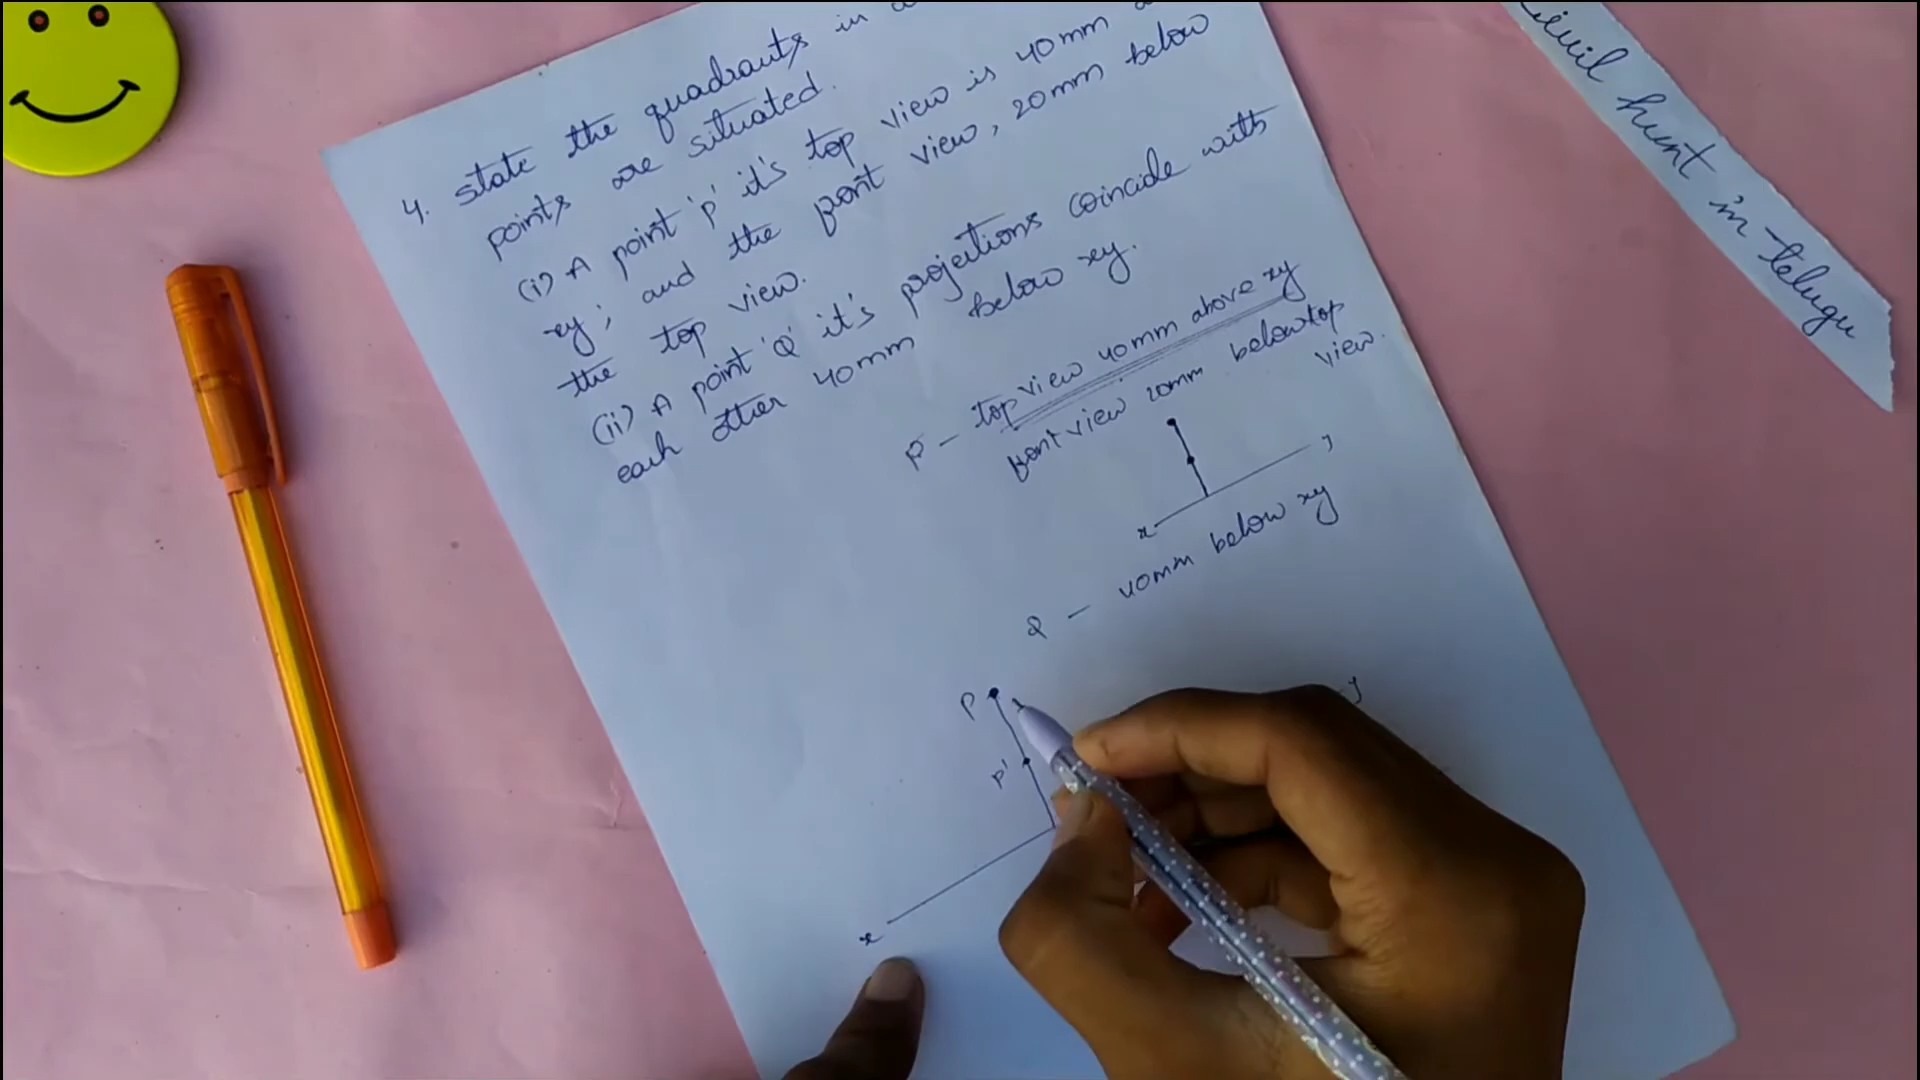 4. state the quadrants in
points are situated.
(i) A point 'p' it's top view is 40mm
xy; and the front view, 20mm below
the top view.
(ii) A point 'Q' it's projections coincide with
each other 40mm below xy.
P - top view 40mm above xy
front view 20mm below top
view.
x y
Q - 40mm below xy
P
p'
x y
civil hunt in telugu